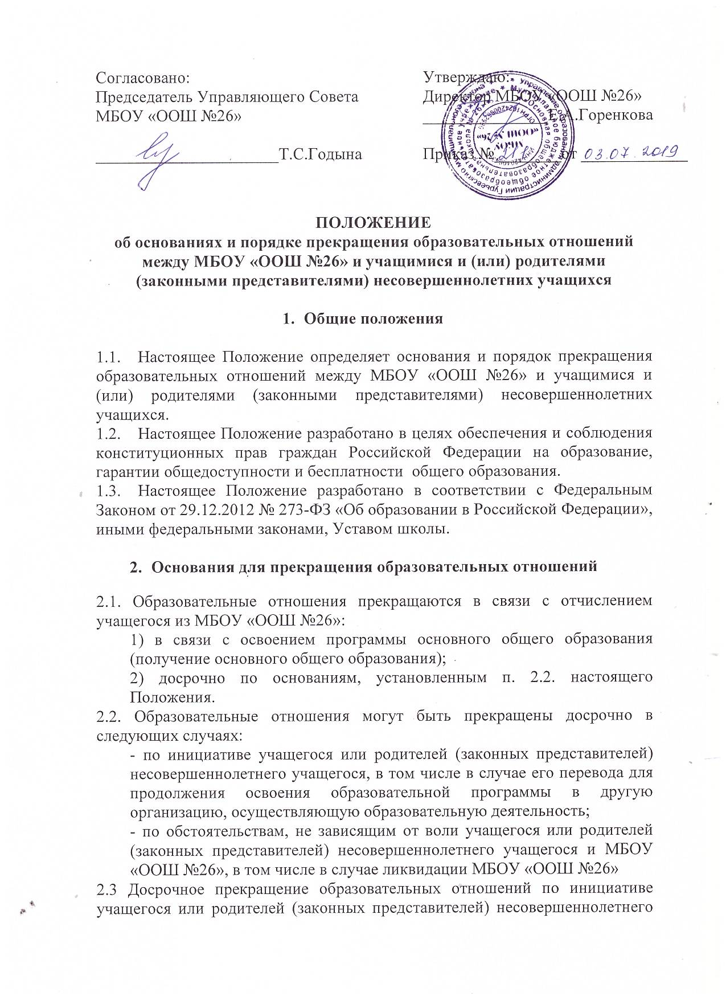 Согласовано:
Председатель Управляющего Совета
МБОУ «ООШ №26»
Т.С.Годына
Утверждаю:
Директор МБОУ «ООШ №26»
Е.А.Горенкова
Приказ № 211 от 03.07.2019
ПОЛОЖЕНИЕ
об основаниях и порядке прекращения образовательных отношений
между МБОУ «ООШ №26» и учащимися и (или) родителями
(законными представителями) несовершеннолетних учащихся
1. Общие положения
1.1. Настоящее Положение определяет основания и порядок прекращения
образовательных отношений между МБОУ «ООШ №26» и учащимися и
(или) родителями (законными представителями) несовершеннолетних
учащихся.
1.2. Настоящее Положение разработано в целях обеспечения и соблюдения
конституционных прав граждан Российской Федерации на образование,
гарантии общедоступности и бесплатности общего образования.
1.3. Настоящее Положение разработано в соответствии с Федеральным
Законом от 29.12.2012 № 273-ФЗ «Об образовании в Российской Федерации»,
иными федеральными законами, Уставом школы.
2. Основания для прекращения образовательных отношений
2.1. Образовательные отношения прекращаются в связи с отчислением
учащегося из МБОУ «ООШ №26»:
1) в связи с освоением программы основного общего образования
(получение основного общего образования);
2) досрочно по основаниям, установленным п. 2.2. настоящего
Положения.
2.2. Образовательные отношения могут быть прекращены досрочно в
следующих случаях:
- по инициативе учащегося или родителей (законных представителей)
несовершеннолетнего учащегося, в том числе в случае его перевода для
продолжения освоения образовательной программы в другую
организацию, осуществляющую образовательную деятельность;
- по обстоятельствам, не зависящим от воли учащегося или родителей
(законных представителей) несовершеннолетнего учащегося и МБОУ
«ООШ №26», в том числе в случае ликвидации МБОУ «ООШ №26»
2.3 Досрочное прекращение образовательных отношений по инициативе
учащегося или родителей (законных представителей) несовершеннолетнего